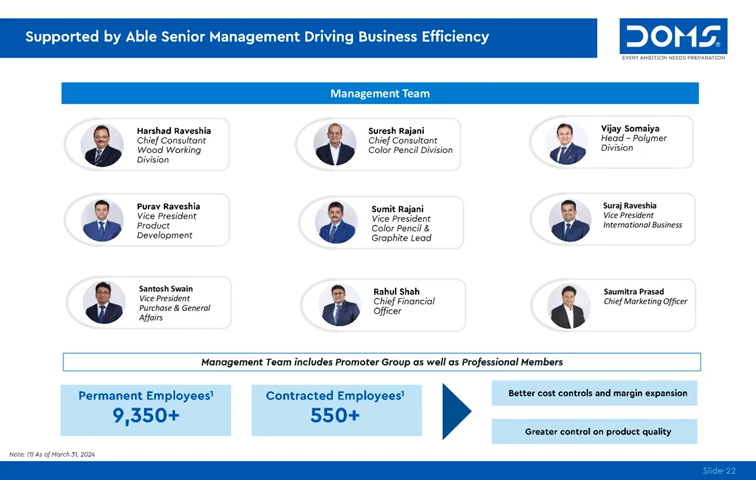 Supported by Able Senior Management Driving Business Efficiency
DOMS®
EVERY AMBITION NEEDS PREPARATION
Management Team
Harshad Raveshia
Chief Consultant
Wood Working
Division
Suresh Rajani
Chief Consultant
Color Pencil Division
Vijay Somaiya
Head – Polymer
Division
Purav Raveshia
Vice President
Product
Development
Sumit Rajani
Vice President
Color Pencil &
Graphite Lead
Suraj Raveshia
Vice President
International Business
Santosh Swain
Vice President
Purchase & General
Affairs
Rahul Shah
Chief Financial
Officer
Saumitra Prasad
Chief Marketing Officer
Management Team includes Promoter Group as well as Professional Members
Permanent Employees¹
9,350+
Contracted Employees¹
550+
Better cost controls and margin expansion
Greater control on product quality
Note: (1) As of March 31, 2024
Slide-22